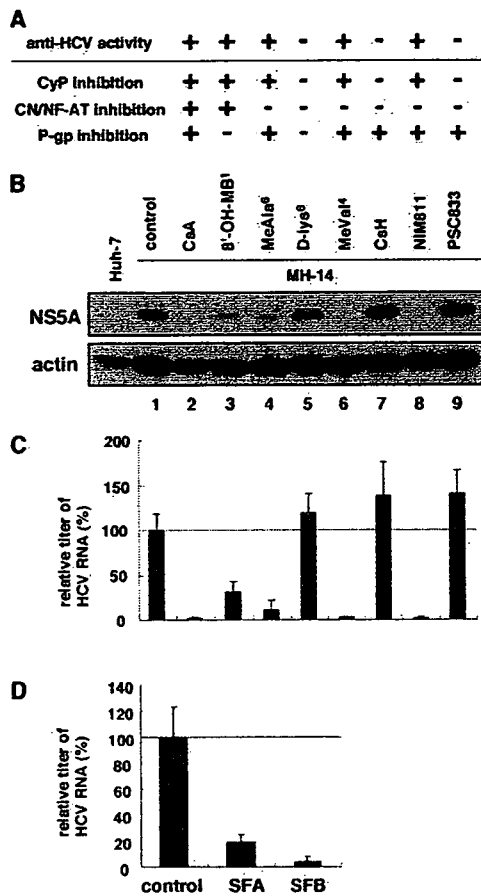 A
anti-HCV activity + + + - + - + -
CyP inhibition + + + - + - + -
CN/NF-AT inhibition + + - - - - - -
P-gp inhibition + - + - + + + +
B
Huh-7 control CsA 8'-OH-MB¹ MeAla⁶ D-lys⁸ MeVal⁴ CsH NIM811 PSC833
MH-14
NS5A
actin
1 2 3 4 5 6 7 8 9
C
relative titer of
HCV RNA (%)
200
150
100
50
0
D
relative titer of
HCV RNA (%)
140
120
100
80
60
40
20
0
control SFA SFB